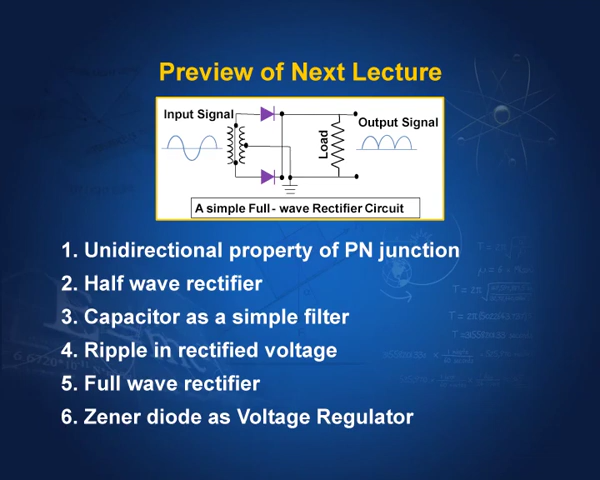 Preview of Next Lecture
Input Signal
Output Signal
Load
A simple Full - wave Rectifier Circuit
1. Unidirectional property of PN junction
2. Half wave rectifier
3. Capacitor as a simple filter
4. Ripple in rectified voltage
5. Full wave rectifier
6. Zener diode as Voltage Regulator